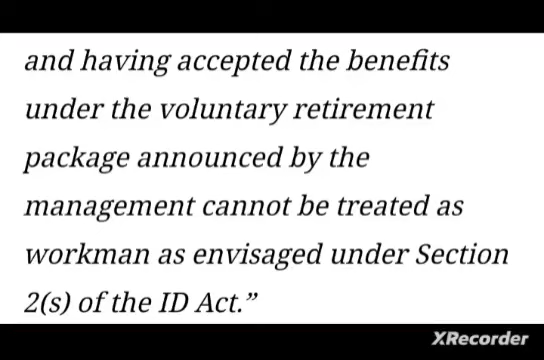 and having accepted the benefits
under the voluntary retirement
package announced by the
management cannot be treated as
workman as envisaged under Section
2(s) of the ID Act.”
XRecorder